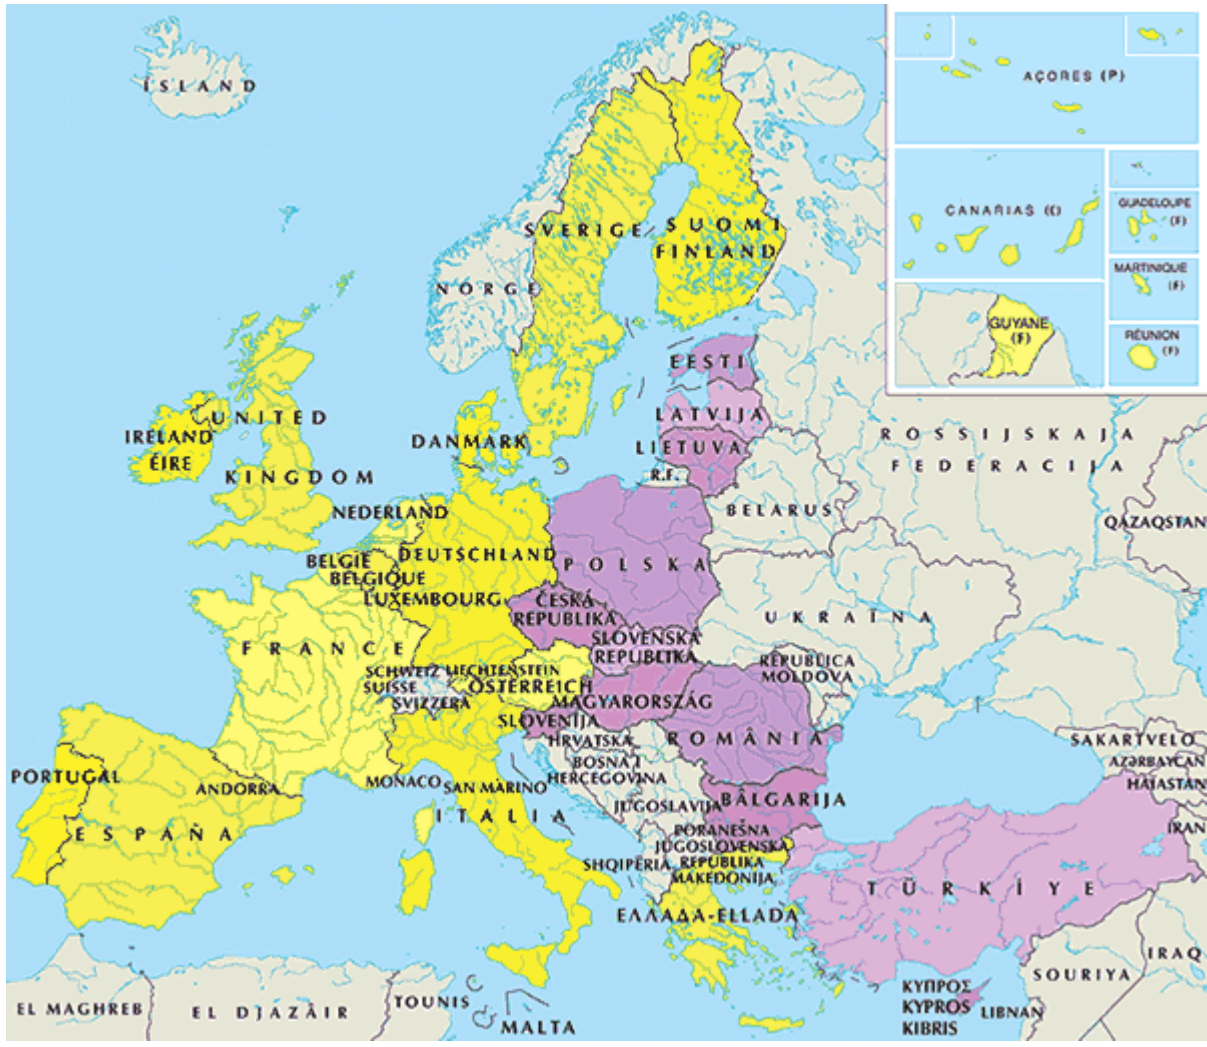 ÍSLAND
AÇORES (P)
CANARIAS (E)
GUADELOUPE
(F)
MARTINIQUE
(F)
GUYANE
(F)
RÉUNION
(F)
SVERIGE
SUOMI
FINLAND
NORGE
EESTI
LATVIJA
LIETUVA
R.F.
ROSSIJSKAJA
FEDERACIJA
UNITED
KINGDOM
IRELAND
ÉIRE
DANMARK
NEDERLAND
BELARUS
QAZAQSTAN
BELGIË
BELGIQUE
DEUTSCHLAND
LUXEMBOURG
POLSKA
ČESKÁ
REPUBLIKA
SLOVENSKÁ
REPUBLIKA
UKRAÏNA
FRANCE
SCHWEIZ
SUISSE
SVIZZERA
LIECHTENSTEIN
ÖSTERREICH
MAGYARORSZÁG
REPUBLICA
MOLDOVA
SLOVENIJA
HRVATSKA
ROMÂNIA
SAKARTVELO
AZƏRBAYCAN
HAIASTAN
IRAN
BOSNA I
HERCEGOVINA
PORTUGAL
ANDORRA
MONACO
SAN MARINO
ITALIA
JUGOSLAVIJA
BÂLGARIJA
ESPAÑA
PORANEŠNA
JUGOSLOVENSKA
REPUBLIKA
MAKEDONIJA
SHQIPËRIA
TÜRKİYE
ΕΛΛΑΔΑ-ELLADA
SOURIYA
IRAQ
ΚΥΠΡΟΣ
KYPROS
KIBRIS
LIBNAN
EL MAGHREB
EL DJAZÂIR
TOUNIS
MALTA